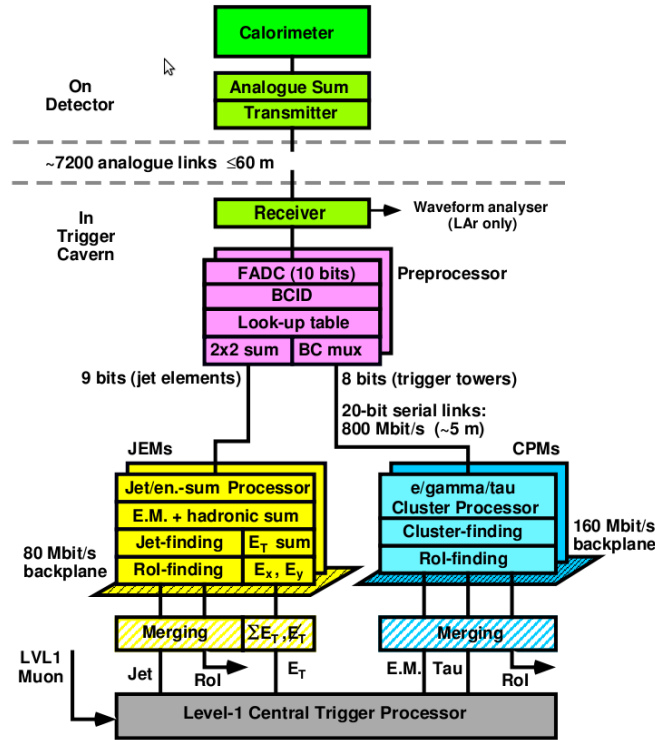 Calorimeter
On
Detector
Analogue Sum
Transmitter
~7200 analogue links ≤60 m
In
Trigger
Cavern
Receiver
Waveform analyser
(LAr only)
Preprocessor
FADC (10 bits)
BCID
Look-up table
2x2 sum
BC mux
9 bits (jet elements)
8 bits (trigger towers)
20-bit serial links:
800 Mbit/s (~5 m)
JEMs
CPMs
Jet/en.-sum Processor
E.M. + hadronic sum
Jet-finding
E_T sum
RoI-finding
E_x, E_y
80 Mbit/s
backplane
e/gamma/tau
Cluster Processor
Cluster-finding
RoI-finding
160 Mbit/s
backplane
Merging
ΣE_T, E̸_T
Merging
LVL1
Muon
Jet
RoI
E_T
E.M.
Tau
RoI
Level-1 Central Trigger Processor